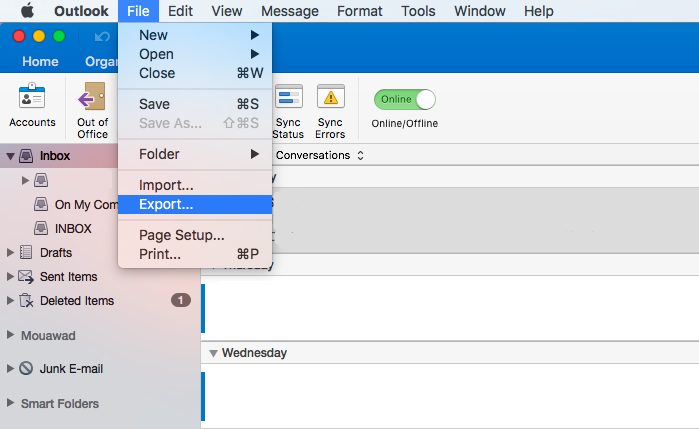 Outlook File Edit View Message Format Tools Window Help
Home Orga
New
Open
Close ⌘W
Save ⌘S
Save As... ⇧⌘S
Folder
Import...
Export...
Page Setup...
Print... ⌘P
Accounts
Out of
Office
Sync
Status
Sync
Errors
Online
Online/Offline
Inbox
Conversations
On My Com
INBOX
Drafts
Sent Items
Deleted Items 1
Mouawad
Junk E-mail
Smart Folders
Wednesday